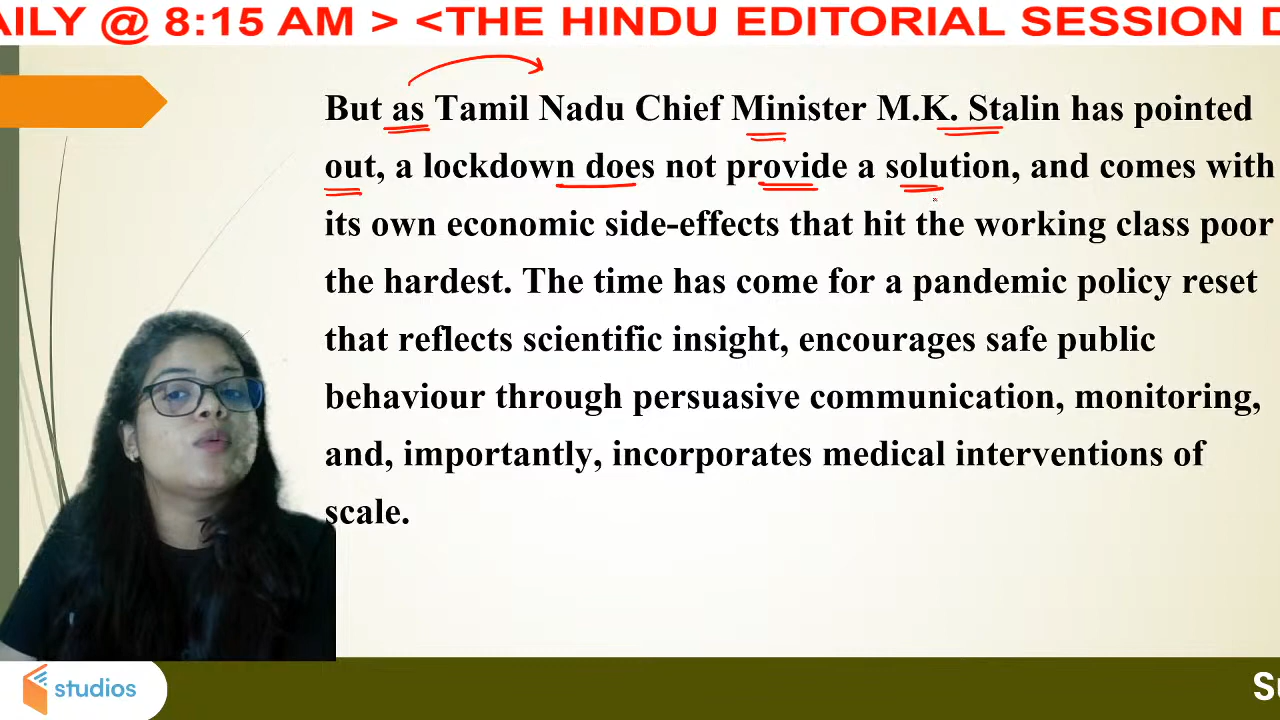 AILY @ 8:15 AM > <THE HINDU EDITORIAL SESSION D
But as Tamil Nadu Chief Minister M.K. Stalin has pointed
out, a lockdown does not provide a solution, and comes with
its own economic side-effects that hit the working class poor
the hardest. The time has come for a pandemic policy reset
that reflects scientific insight, encourages safe public
behaviour through persuasive communication, monitoring,
and, importantly, incorporates medical interventions of
scale.
studios